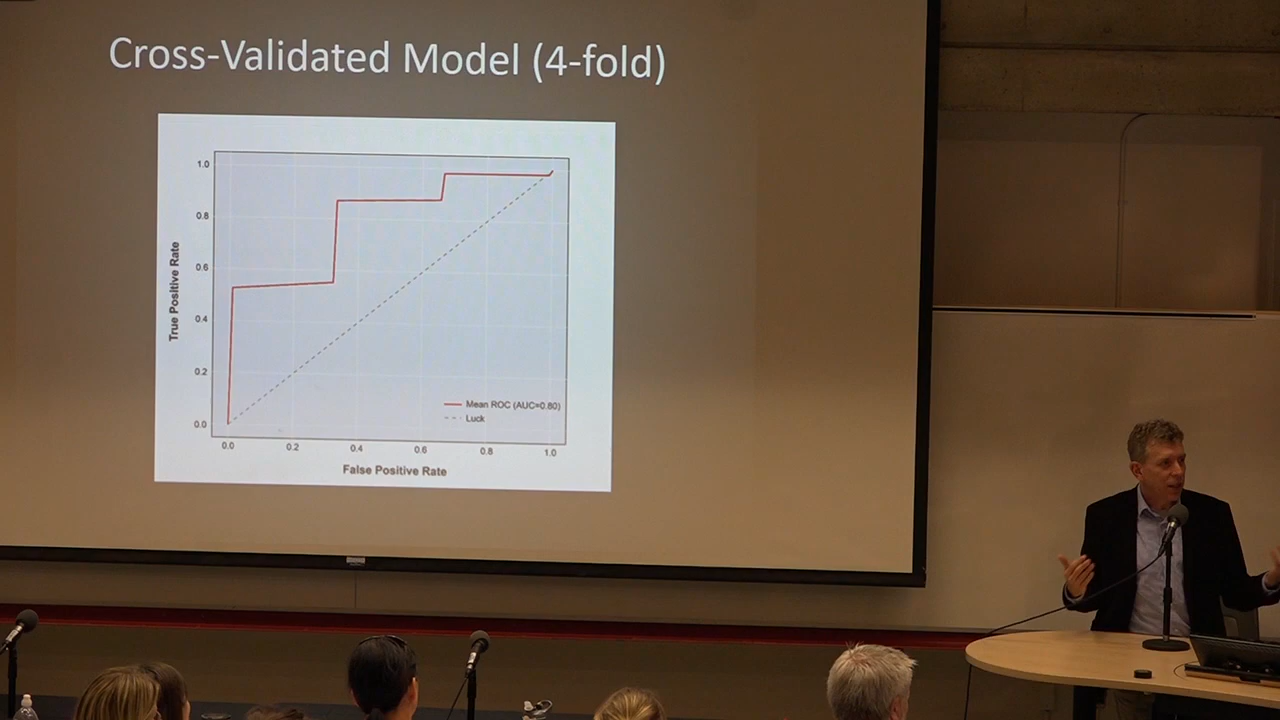 Cross-Validated Model (4-fold)
1.0
0.8
0.6
0.4
0.2
0.0
True Positive Rate
0.0 0.2 0.4 0.6 0.8 1.0
False Positive Rate
Mean ROC (AUC=0.80)
Luck